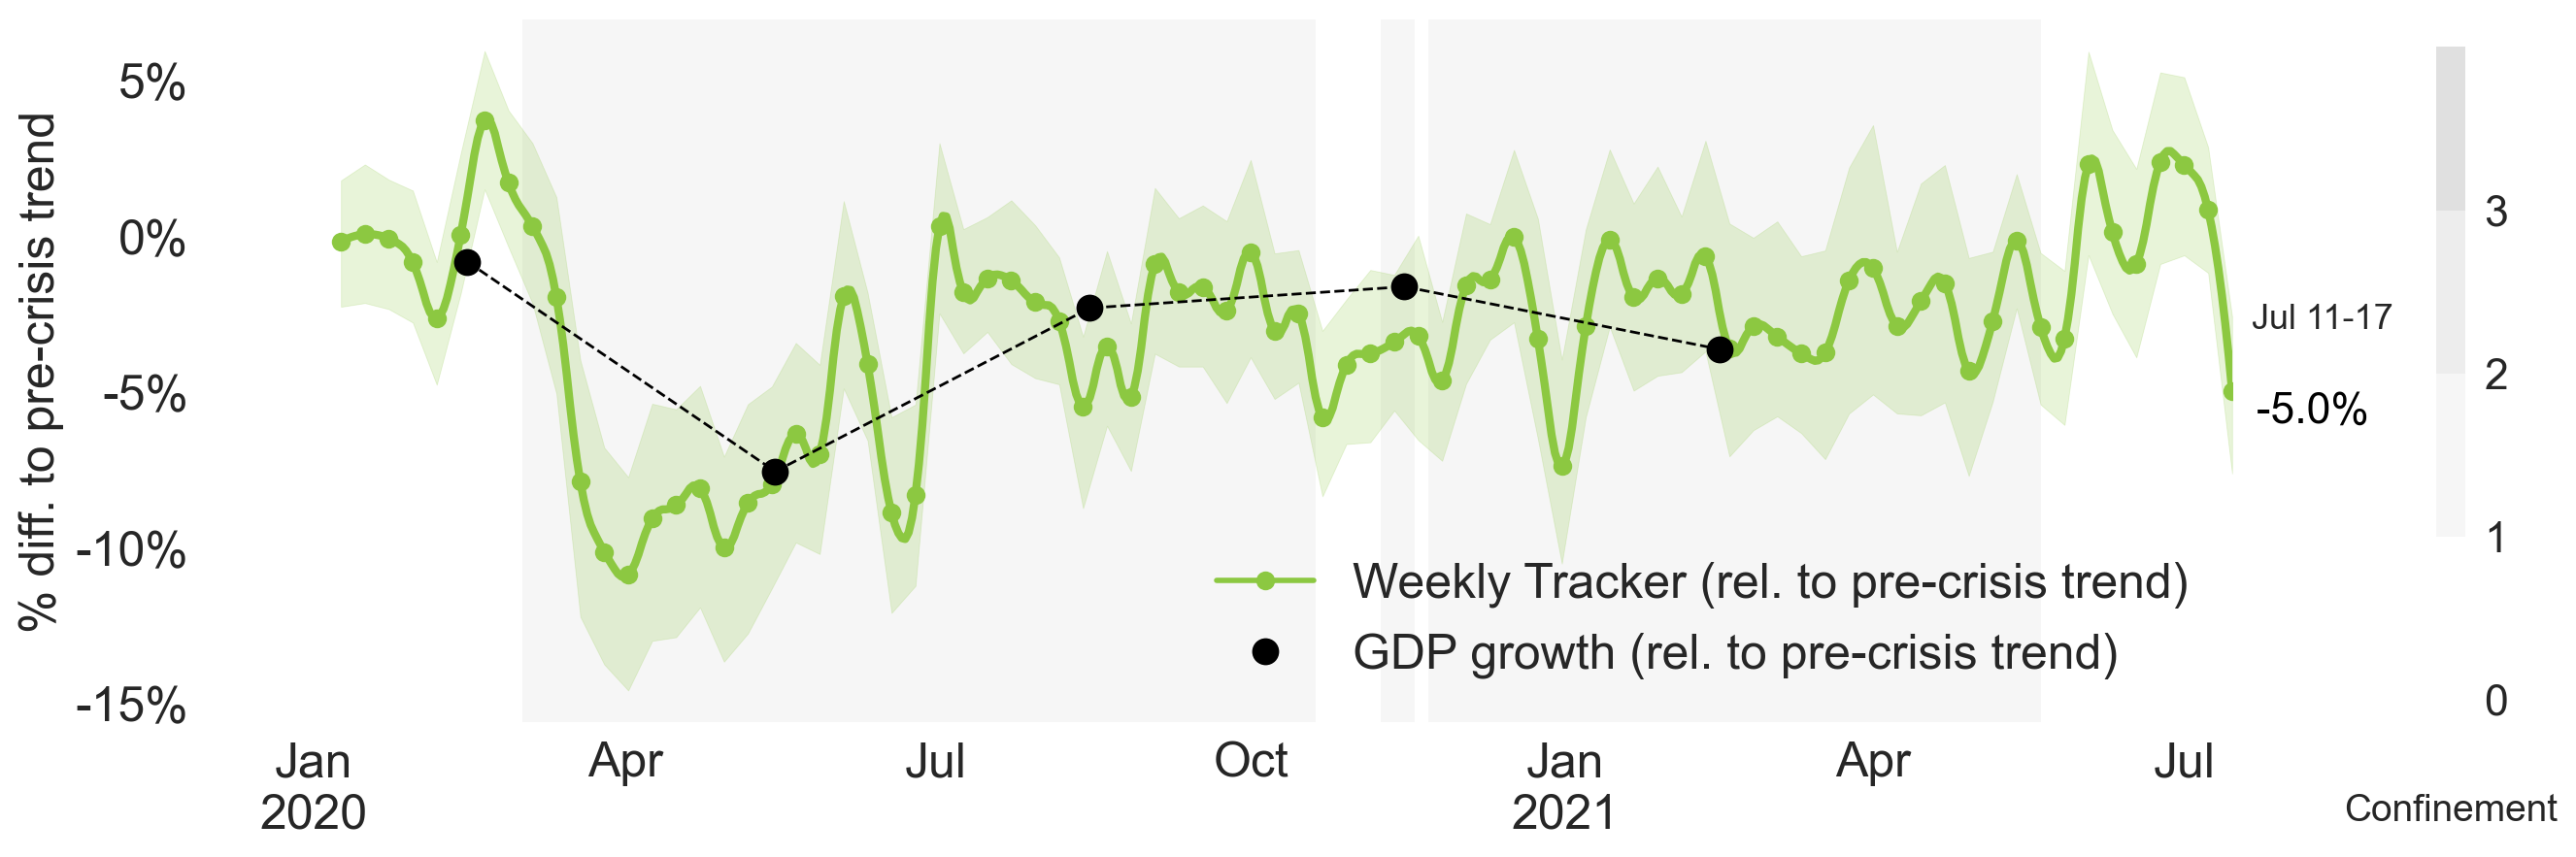 % diff. to pre-crisis trend
5%
0%
-5%
-10%
-15%
Jan
2020
Apr
Jul
Oct
Jan
2021
Apr
Jul
Weekly Tracker (rel. to pre-crisis trend)
GDP growth (rel. to pre-crisis trend)
Jul 11-17
-5.0%
3
2
1
0
Confinement